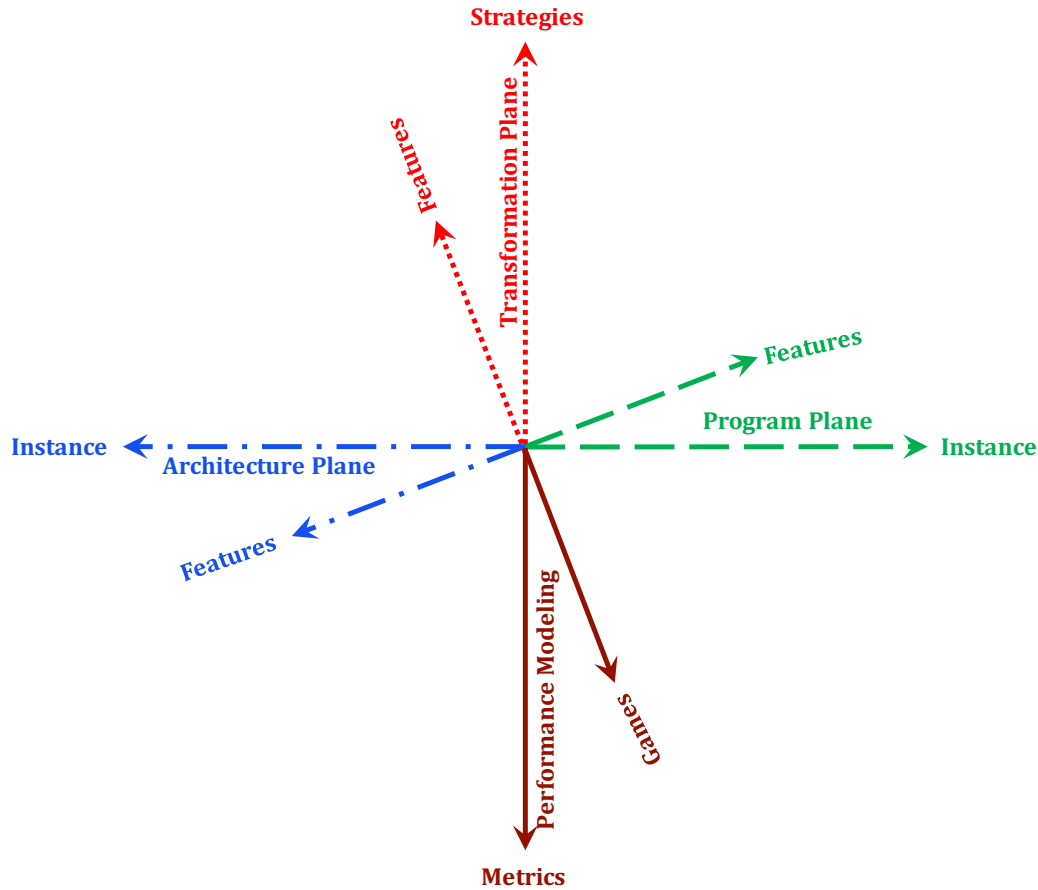 Strategies
Transformation Plane
Features
Features
Program Plane
Instance
Instance
Architecture Plane
Features
Performance Modeling
Games
Metrics